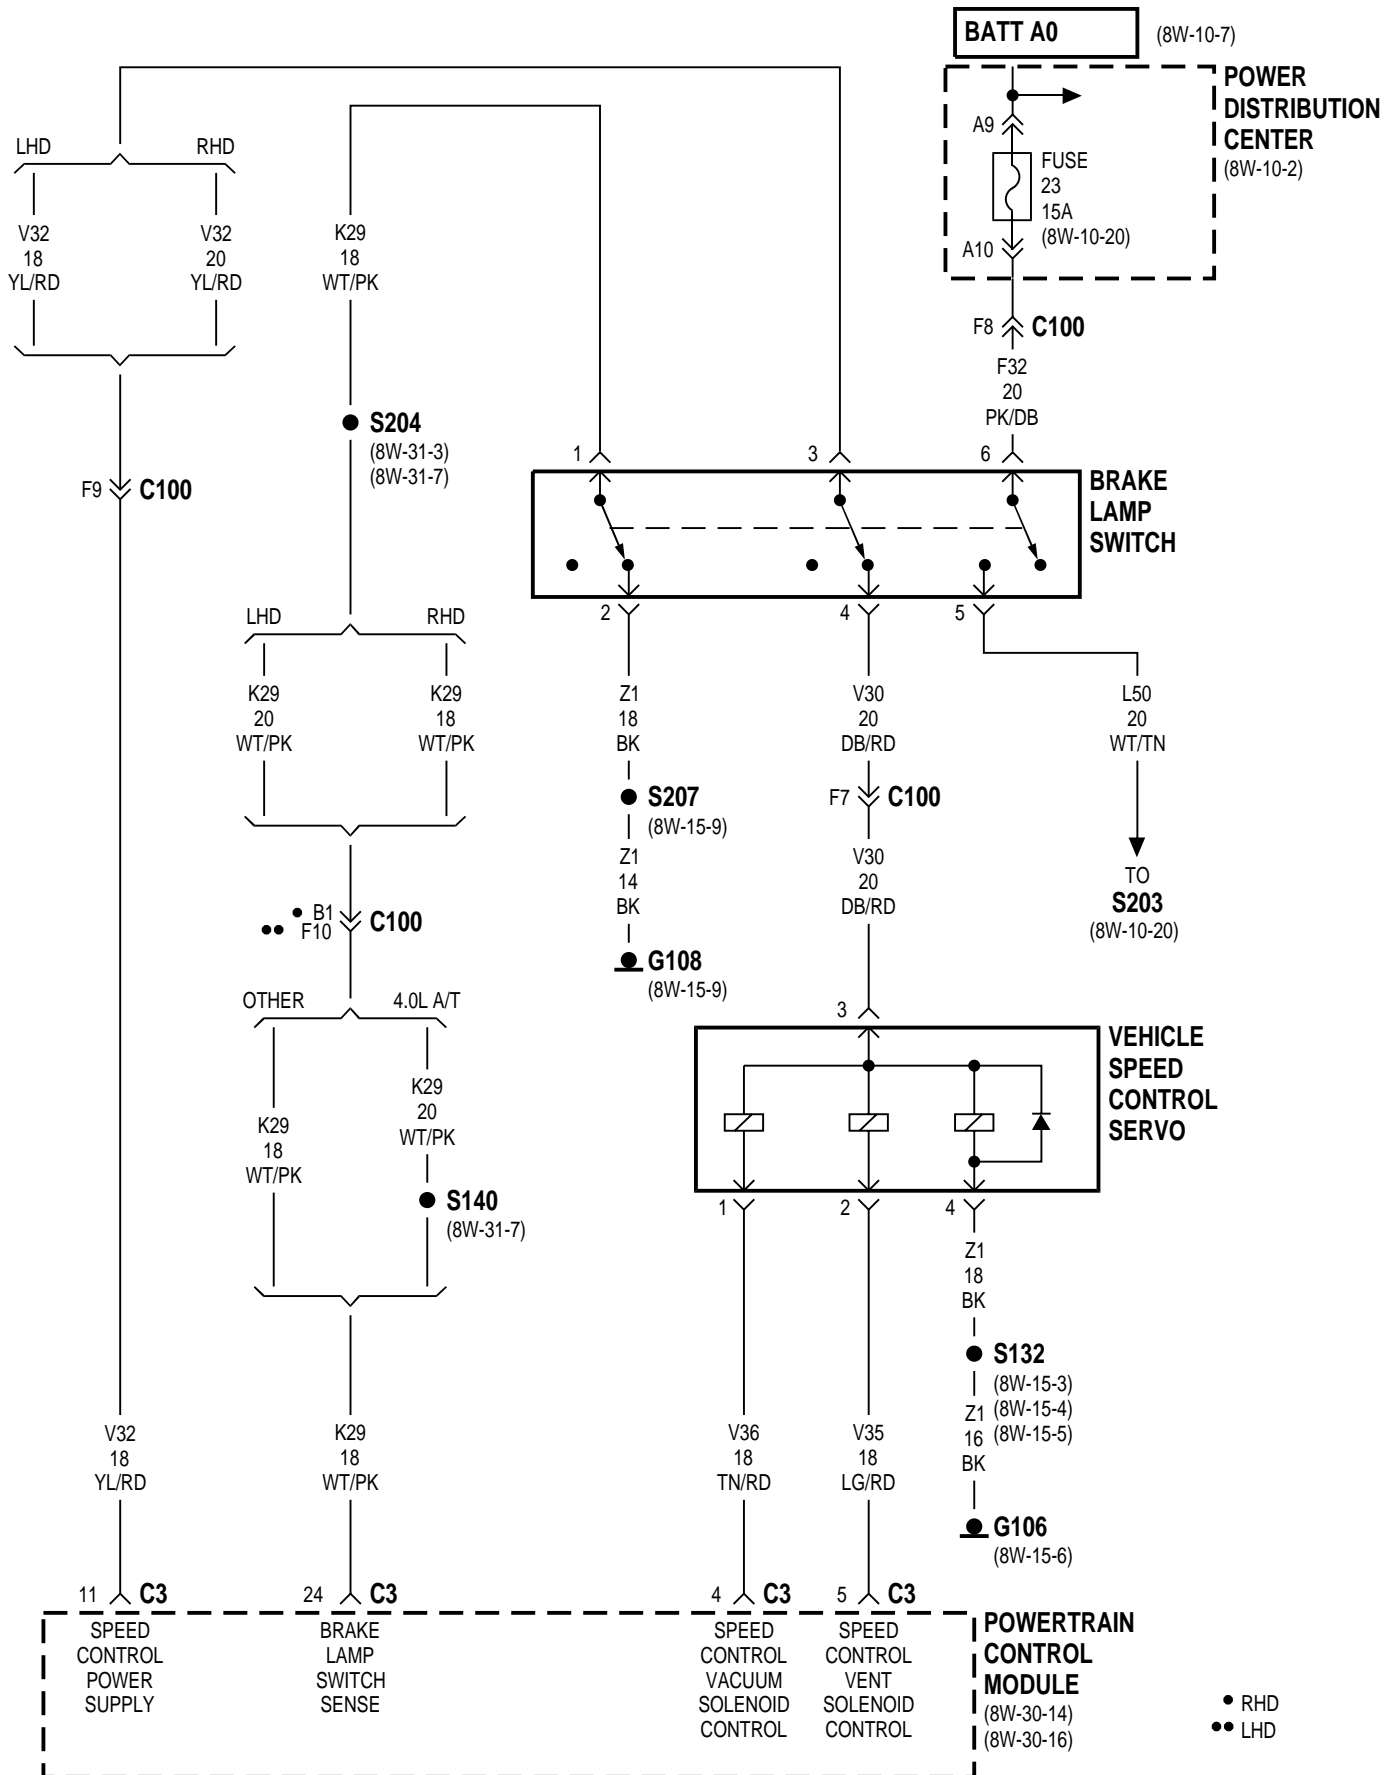 BATT A0
(8W-10-7)
POWER
DISTRIBUTION
CENTER
(8W-10-2)
A9
FUSE
23
15A
(8W-10-20)
A10
F8
C100
F32
20
PK/DB
LHD
RHD
V32
18
YL/RD
V32
20
YL/RD
K29
18
WT/PK
S204
(8W-31-3)
(8W-31-7)
F9
C100
1
3
6
BRAKE
LAMP
SWITCH
2
4
5
LHD
RHD
K29
20
WT/PK
K29
18
WT/PK
Z1
18
BK
V30
20
DB/RD
L50
20
WT/TN
S207
(8W-15-9)
F7
C100
Z1
14
BK
V30
20
DB/RD
TO
S203
(8W-10-20)
B1
F10
C100
G108
(8W-15-9)
OTHER
4.0L A/T
3
VEHICLE
SPEED
CONTROL
SERVO
K29
18
WT/PK
K29
20
WT/PK
S140
(8W-31-7)
1
2
4
Z1
18
BK
S132
(8W-15-3)
(8W-15-4)
(8W-15-5)
Z1
16
BK
V32
18
YL/RD
K29
18
WT/PK
V36
18
TN/RD
V35
18
LG/RD
G106
(8W-15-6)
11
C3
24
C3
4
C3
5
C3
SPEED
CONTROL
POWER
SUPPLY
BRAKE
LAMP
SWITCH
SENSE
SPEED
CONTROL
VACUUM
SOLENOID
CONTROL
SPEED
CONTROL
VENT
SOLENOID
CONTROL
POWERTRAIN
CONTROL
MODULE
(8W-30-14)
(8W-30-16)
• RHD
•• LHD